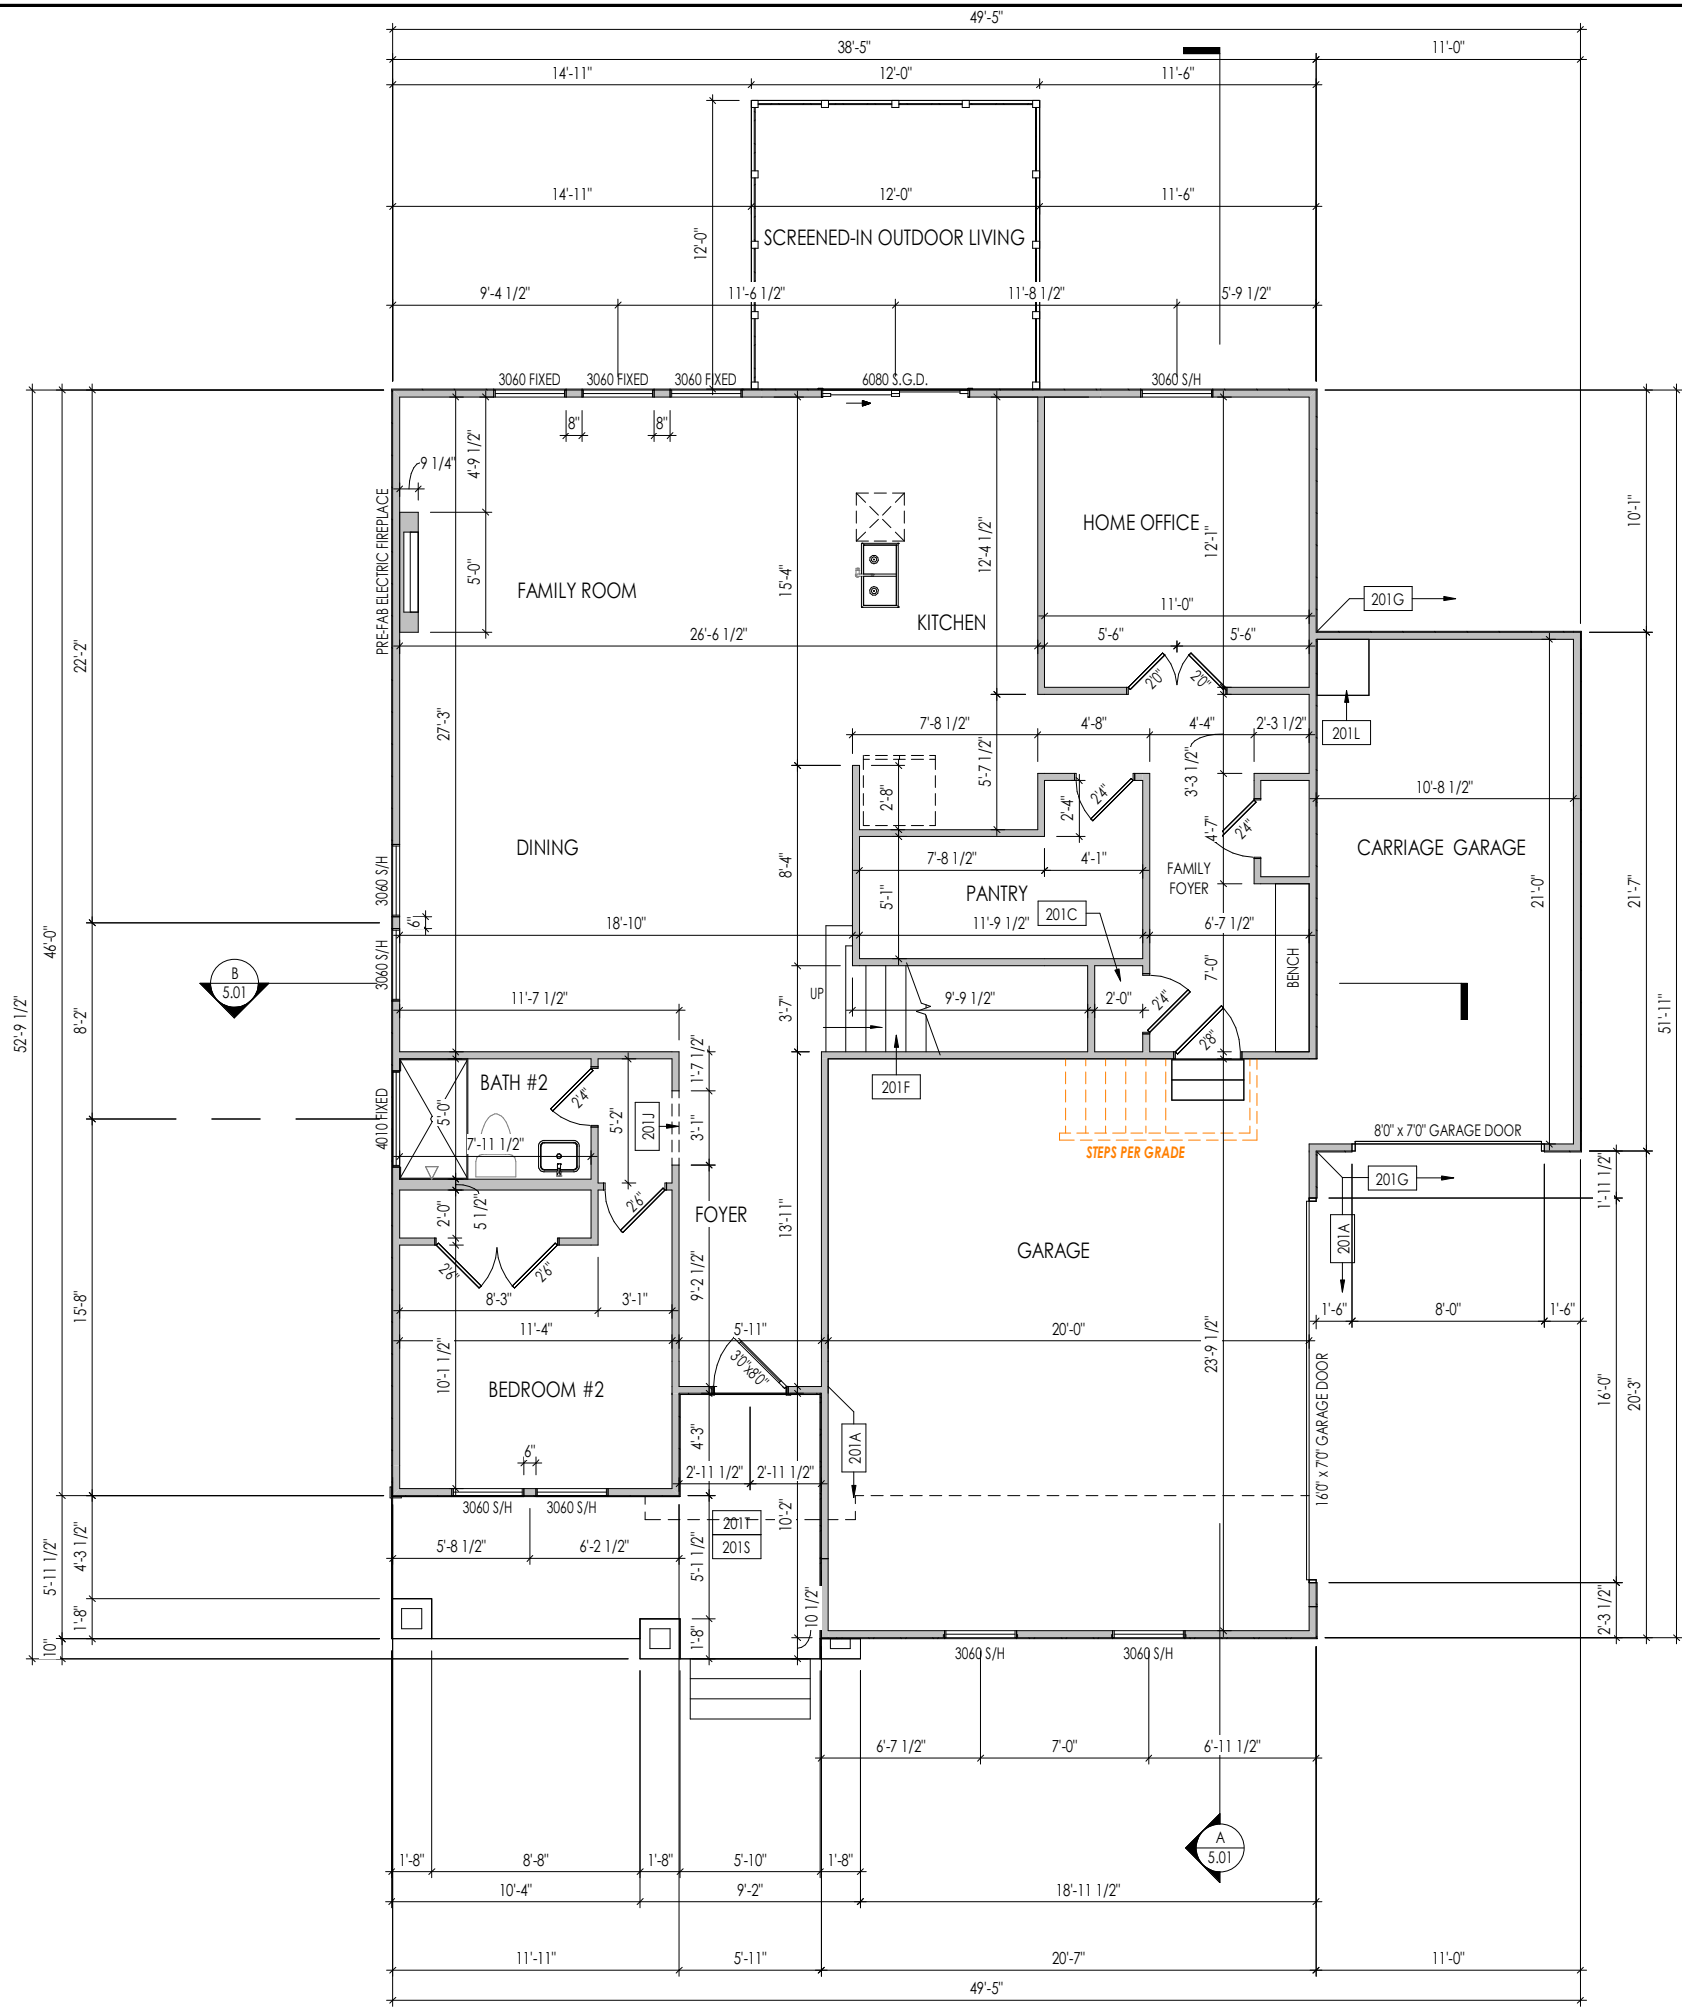 49'-5"
38'-5"
11'-0"
14'-11"
12'-0"
11'-6"
14'-11"
12'-0"
11'-6"
12'-0"
SCREENED-IN OUTDOOR LIVING
9'-4 1/2"
11'-6 1/2"
11'-8 1/2"
5'-9 1/2"
3060 FIXED
3060 FIXED
3060 FIXED
6080 S.G.D.
3060 S/H
8"
8"
9 1/4"
4'-9 1/2"
PRE-FAB ELECTRIC FIREPLACE
5'-0"
FAMILY ROOM
15'-4"
12'-4 1/2"
KITCHEN
HOME OFFICE
12'-1"
11'-0"
10'-1"
201G
26'-6 1/2"
5'-6"
5'-6"
2'0"
2'0"
22'-2"
27'-3"
7'-8 1/2"
4'-8"
4'-4"
2'-3 1/2"
201L
5'-7 1/2"
3'-3 1/2"
2'-8"
2'-4"
2'4"
10'-8 1/2"
4'-7"
2'4"
DINING
8'-4"
7'-8 1/2"
4'-1"
FAMILY
FOYER
CARRIAGE GARAGE
3060 S/H
5'-1"
PANTRY
21'-0"
21'-7"
6"
18'-10"
11'-9 1/2"
201C
6'-7 1/2"
46'-0"
3060 S/H
B
5.01
7'-0"
BENCH
UP
11'-7 1/2"
9'-9 1/2"
2'-0"
2'4"
3'-7"
52'-9 1/2"
8'-2"
51'-11"
2'8"
1'-7 1/2"
BATH #2
201F
2'4"
4010 FIXED
5'-0"
5'-2"
201J
3'-1"
7'-11 1/2"
STEPS PER GRADE
8'0" x 7'0" GARAGE DOOR
201G
1'-11 1/2"
2'-0"
5 1/2"
2'6"
FOYER
13'-11"
GARAGE
201A
2'6"
2'6"
9'-2 1/2"
15'-8"
8'-3"
3'-1"
1'-6"
8'-0"
1'-6"
11'-4"
5'-11"
20'-0"
23'-9 1/2"
10'-1 1/2"
3'0"x8'0"
BEDROOM #2
16'0" x 7'0" GARAGE DOOR
16'-0"
20'-3"
6"
4'-3"
201A
2'-11 1/2"
2'-11 1/2"
3060 S/H
3060 S/H
201T
201S
10'-2"
5'-8 1/2"
6'-2 1/2"
5'-1 1/2"
4'-3 1/2"
5'-11 1/2"
1'-8"
10"
1'-8"
10 1/2"
2'-3 1/2"
3060 S/H
3060 S/H
6'-7 1/2"
7'-0"
6'-11 1/2"
A
5.01
1'-8"
8'-8"
1'-8"
5'-10"
1'-8"
10'-4"
9'-2"
18'-11 1/2"
11'-11"
5'-11"
20'-7"
11'-0"
49'-5"